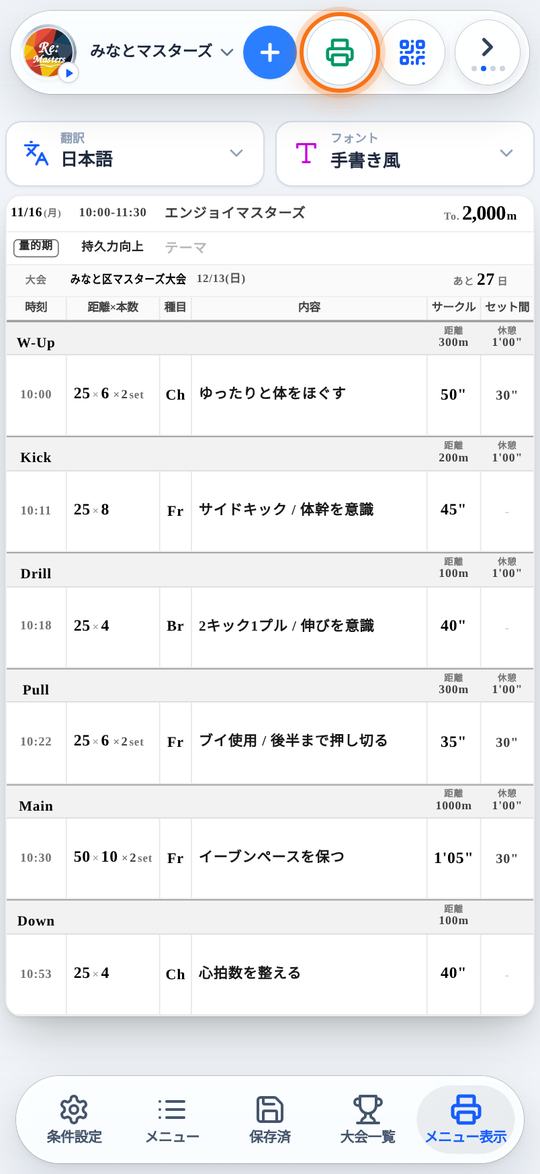 Re:
Masters
みなとマスターズ
翻訳
日本語
フォント
手書き風
11/16(月) 10:00-11:30 エンジョイマスターズ To. 2,000m
量的期 持久力向上 テーマ
大会 みなと区マスターズ大会 12/13(日) あと 27 日
時刻 距離×本数 種目 内容 サークル セット間
距離 休憩
W-Up 300m 1'00"
10:00 25×6 ×2set Ch ゆったりと体をほぐす 50" 30"
距離 休憩
Kick 200m 1'00"
10:11 25×8 Fr サイドキック / 体幹を意識 45" -
距離 休憩
Drill 100m 1'00"
10:18 25×4 Br 2キック1プル / 伸びを意識 40" -
距離 休憩
Pull 300m 1'00"
10:22 25×6 ×2set Fr ブイ使用 / 後半まで押し切る 35" 30"
距離 休憩
Main 1000m 1'00"
10:30 50×10 ×2set Fr イーブンペースを保つ 1'05" 30"
距離
Down 100m
10:53 25×4 Ch 心拍数を整える 40" -
条件設定 メニュー 保存済 大会一覧 メニュー表示